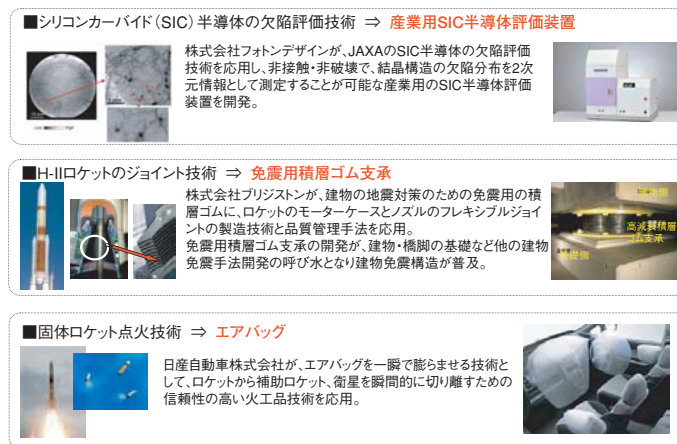 ■シリコンカーバイド（SIC）半導体の欠陥評価技術 ⇒ 産業用SIC半導体評価装置
株式会社フォトンデザインが、JAXAのSIC半導体の欠陥評価
技術を応用し、非接触・非破壊で、結晶構造の欠陥分布を2次
元情報として測定することが可能な産業用のSIC半導体評価
装置を開発。
■H-IIロケットのジョイント技術 ⇒ 免震用積層ゴム支承
株式会社ブリジストンが、建物の地震対策のための免震用の積
層ゴムに、ロケットのモーターケースとノズルのフレキシブルジョイ
ントの製造技術と品質管理手法を応用。
免震用積層ゴム支承の開発が、建物・橋脚の基礎など他の建物
免震手法開発の呼び水となり建物免震構造が普及。
高減衰積層
ゴム支承
基礎側
■固体ロケット点火技術 ⇒ エアバッグ
日産自動車株式会社が、エアバッグを一瞬で膨らませる技術と
して、ロケットから補助ロケット、衛星を瞬間的に切り離すための
信頼性の高い火工品技術を応用。